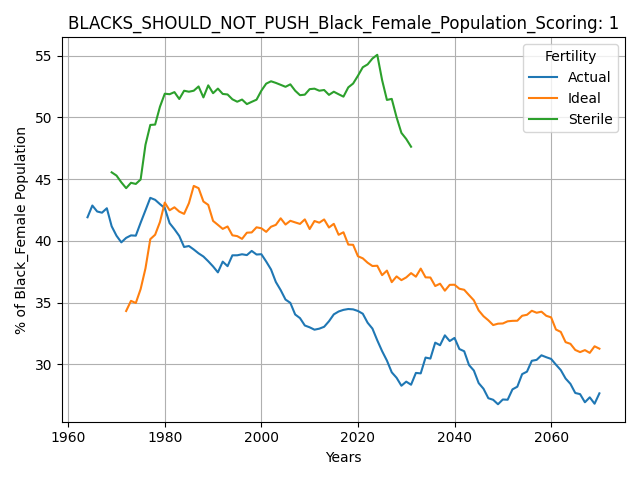 BLACKS_SHOULD_NOT_PUSH_Black_Female_Population_Scoring: 1
Fertility
Actual
Ideal
Sterile
% of Black_Female Population
55
50
45
40
35
30
1960
1980
2000
2020
2040
2060
Years